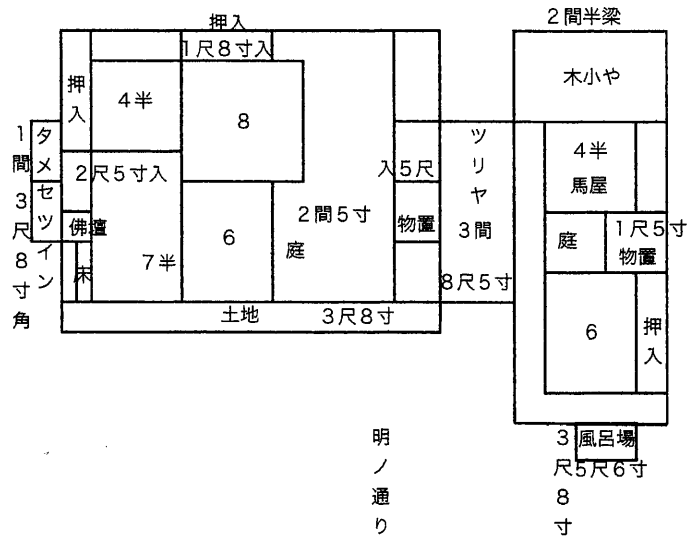 押入
1尺8寸入
2間半梁
木小や
押入
4半
8
タメ
1間
2尺5寸入
セツイン
3尺8寸角
佛壇
床
7半
6
2間5寸
庭
入5尺
物置
ツリヤ
3間
8尺5寸
4半
馬屋
庭
1尺5寸
物置
6
押入
土地
3尺8寸
明ノ通り
風呂場
3尺8寸
5尺6寸